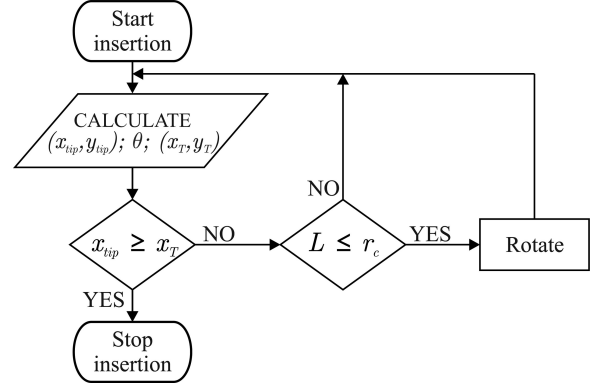 Start
insertion
CALCULATE
(x_tip,y_tip); θ; (x_T,y_T)
x_tip ≥ x_T
NO
NO
L ≤ r_c
YES
Rotate
YES
Stop
insertion